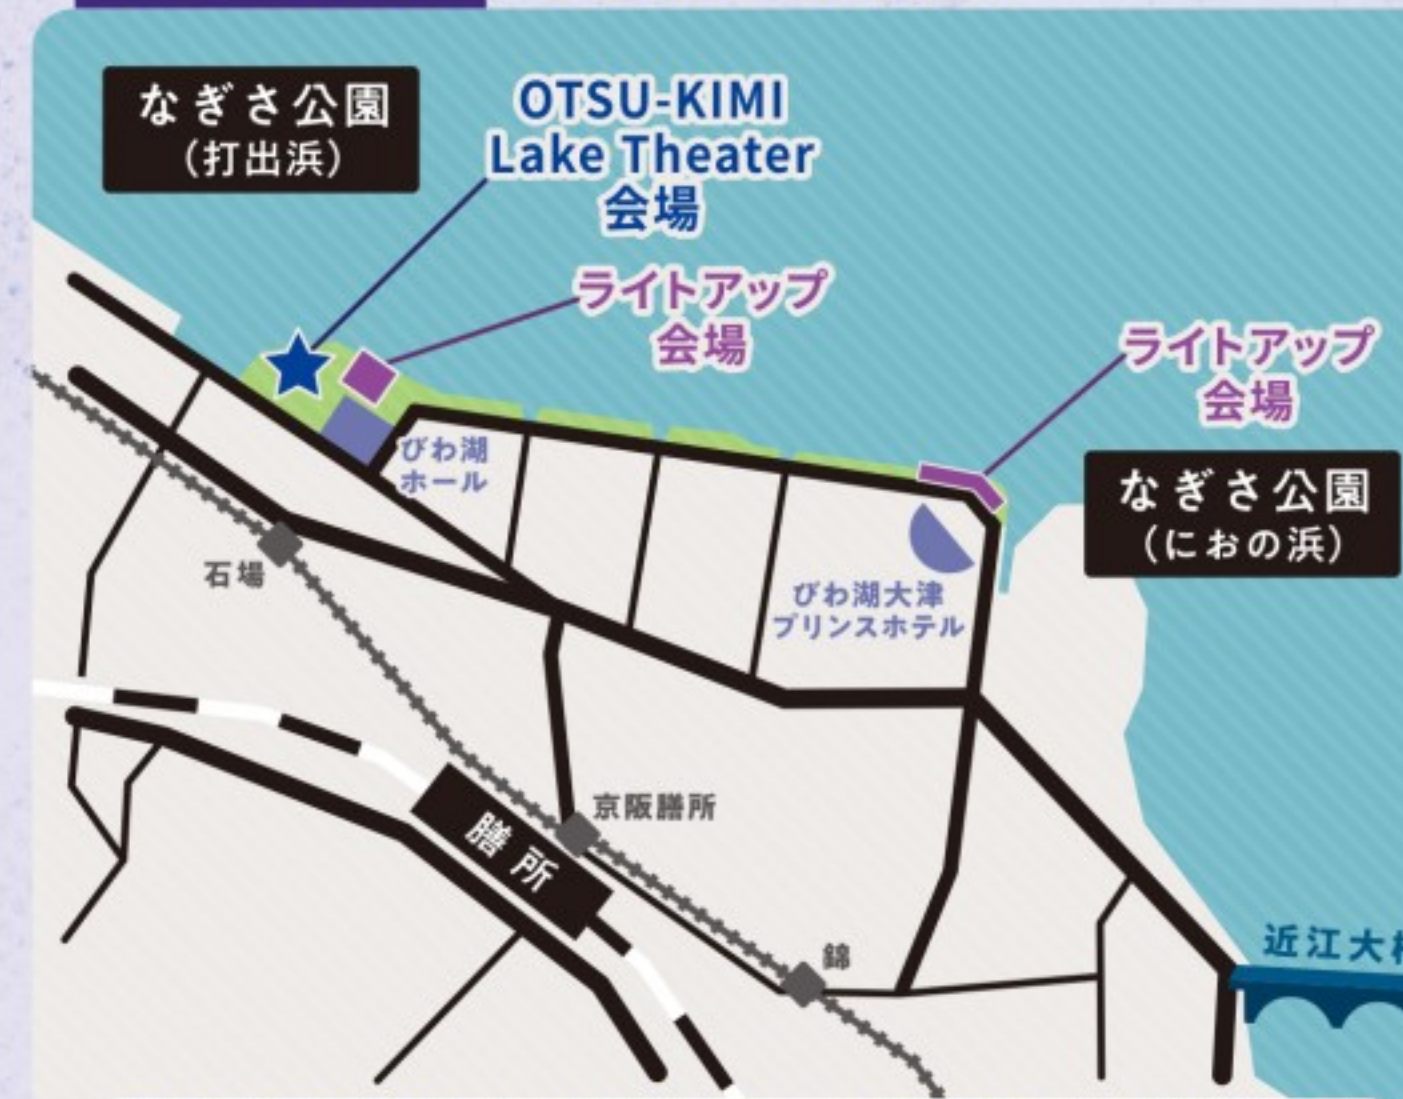 なぎさ公園
（打出浜）
OTSU-KIMI
Lake Theater
会場
ライトアップ
会場
ライトアップ
会場
なぎさ公園
（におの浜）
びわ湖
ホール
石場
びわ湖大津
プリンスホテル
京阪膳所
膳所
錦
近江大